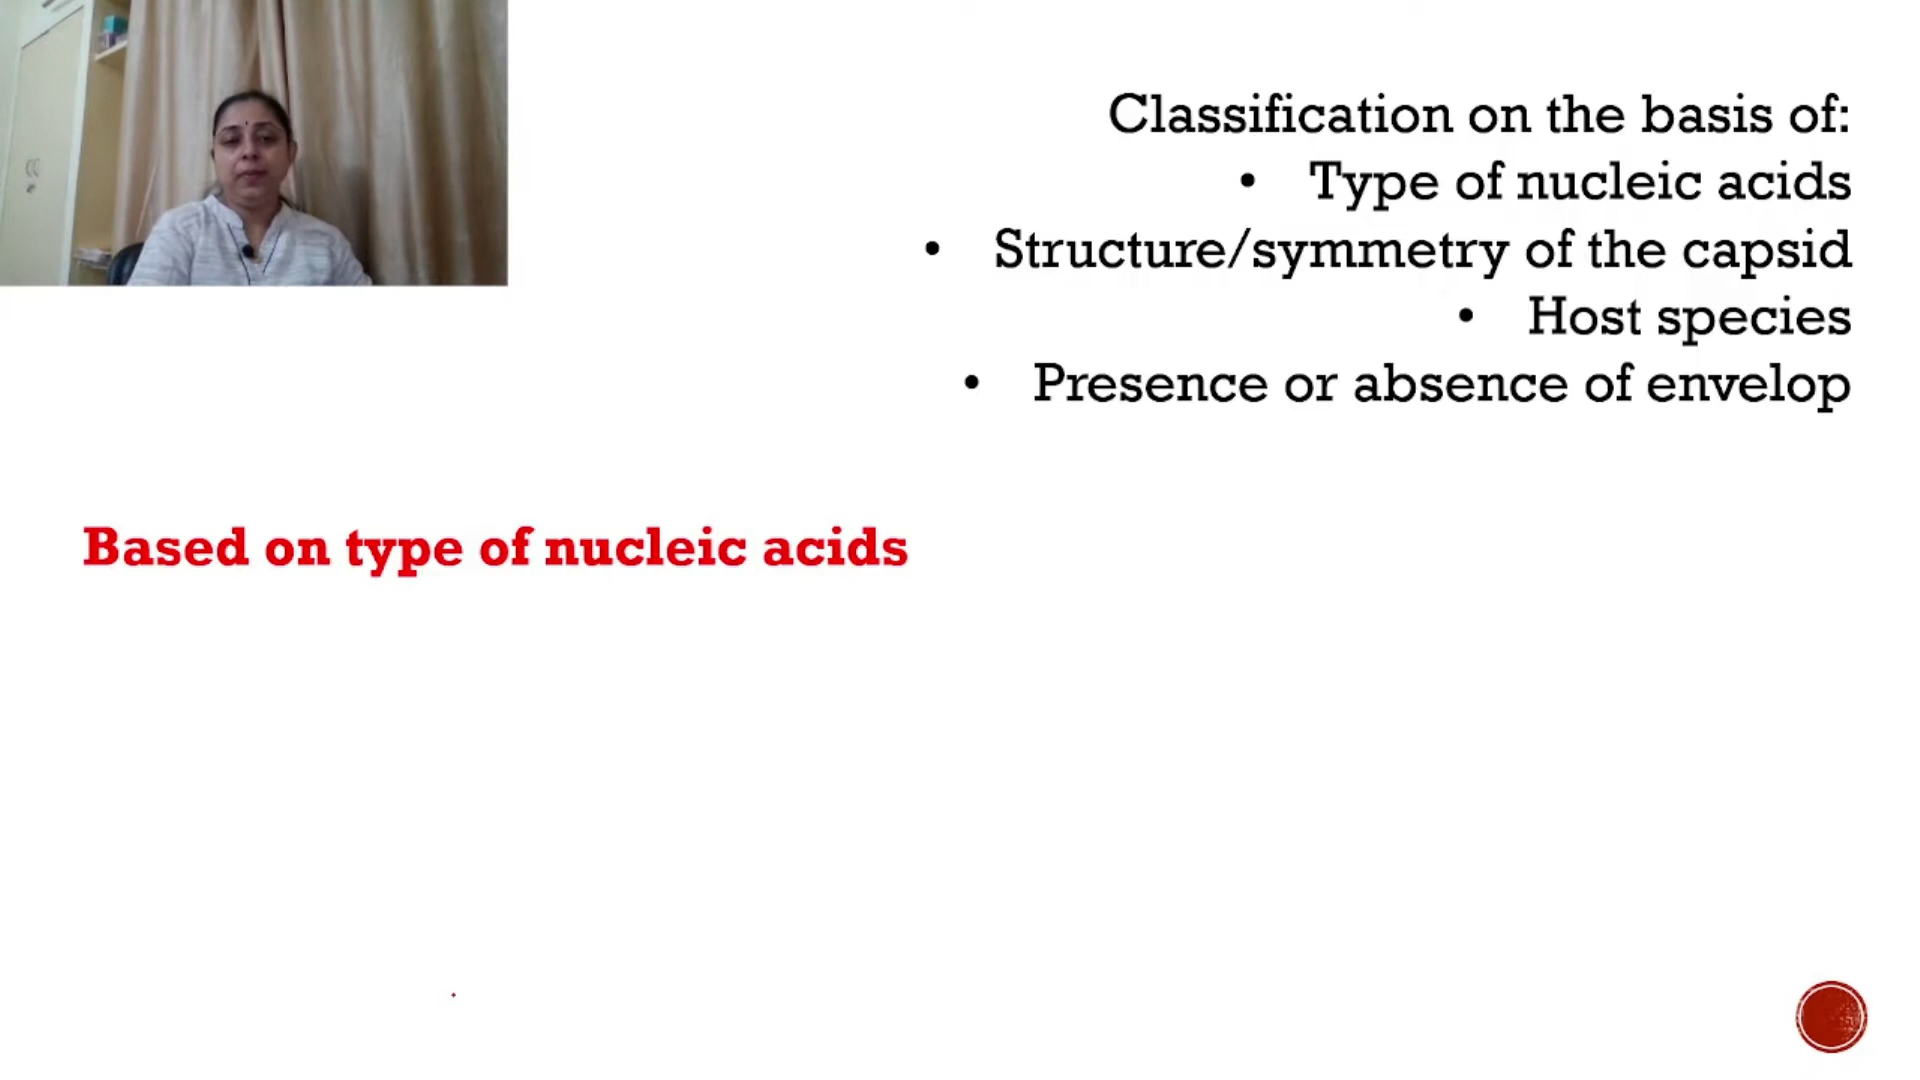 Classification on the basis of:
• Type of nucleic acids
• Structure/symmetry of the capsid
• Host species
• Presence or absence of envelop
Based on type of nucleic acids